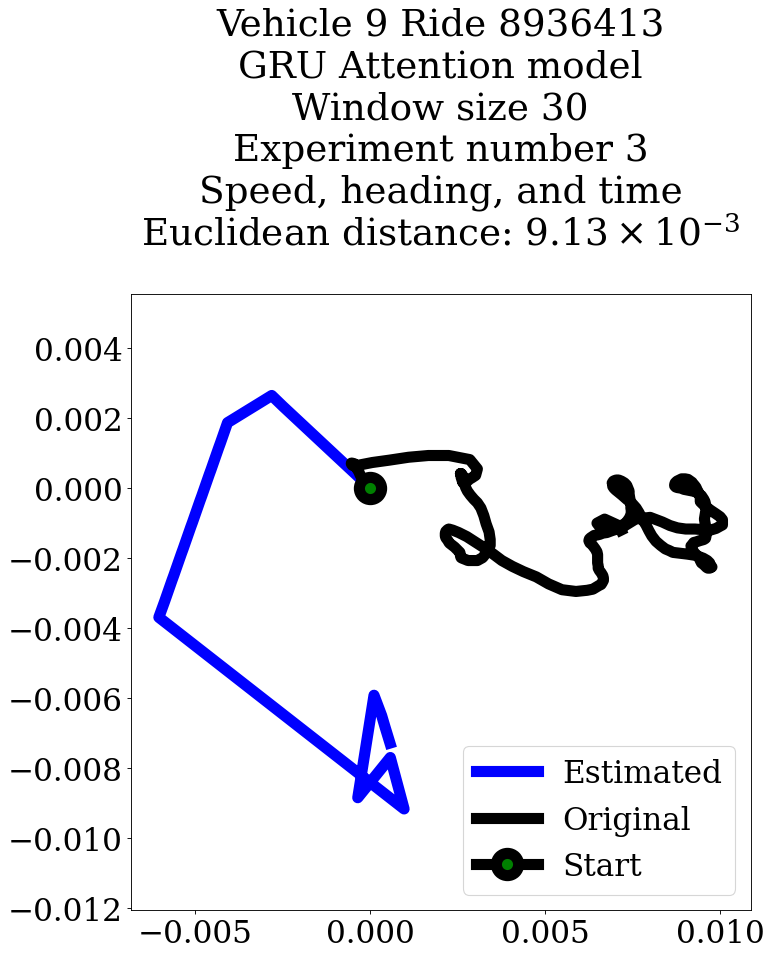 Vehicle 9 Ride 8936413
GRU Attention model
Window size 30
Experiment number 3
Speed, heading, and time
Euclidean distance: 9.13 × 10⁻³
0.004
0.002
0.000
−0.002
−0.004
−0.006
−0.008
−0.010
−0.012
−0.005
0.000
0.005
0.010
Estimated
Original
Start